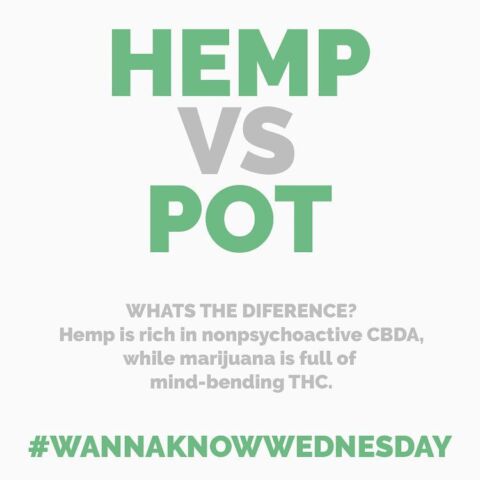 HEMP
VS
POT
WHATS THE DIFERENCE?
Hemp is rich in nonpsychoactive CBDA,
while marijuana is full of
mind-bending THC.
#WANNAKNOWWEDNESDAY